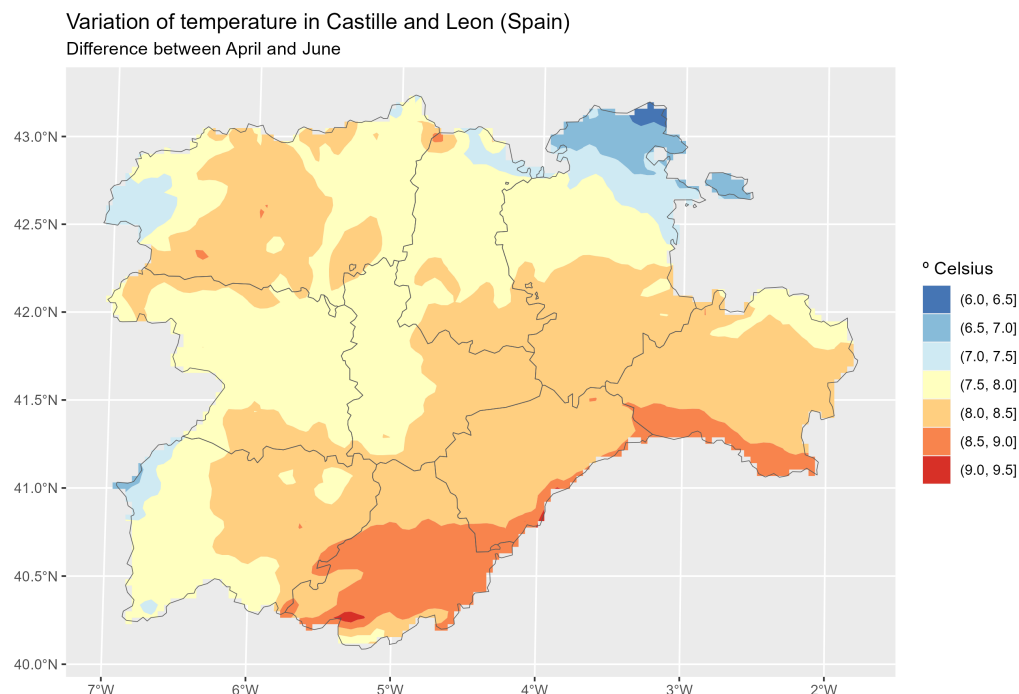 Variation of temperature in Castille and Leon (Spain)
Difference between April and June
43.0°N
42.5°N
42.0°N
41.5°N
41.0°N
40.5°N
40.0°N
7°W
6°W
5°W
4°W
3°W
2°W
º Celsius
(6.0, 6.5]
(6.5, 7.0]
(7.0, 7.5]
(7.5, 8.0]
(8.0, 8.5]
(8.5, 9.0]
(9.0, 9.5]